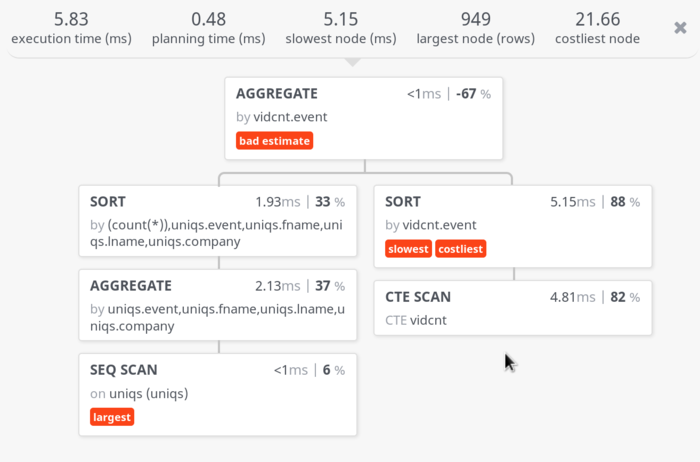 5.83 0.48 5.15 949 21.66
execution time (ms) planning time (ms) slowest node (ms) largest node (rows) costliest node
AGGREGATE <1ms | -67 %
by vidcnt.event
bad estimate
SORT 1.93ms | 33 %
by (count(*)),uniqs.event,uniqs.fname,uni
qs.lname,uniqs.company
SORT 5.15ms | 88 %
by vidcnt.event
slowest costliest
AGGREGATE 2.13ms | 37 %
by uniqs.event,uniqs.fname,uniqs.lname,u
niqs.company
CTE SCAN 4.81ms | 82 %
CTE vidcnt
SEQ SCAN <1ms | 6 %
on uniqs (uniqs)
largest